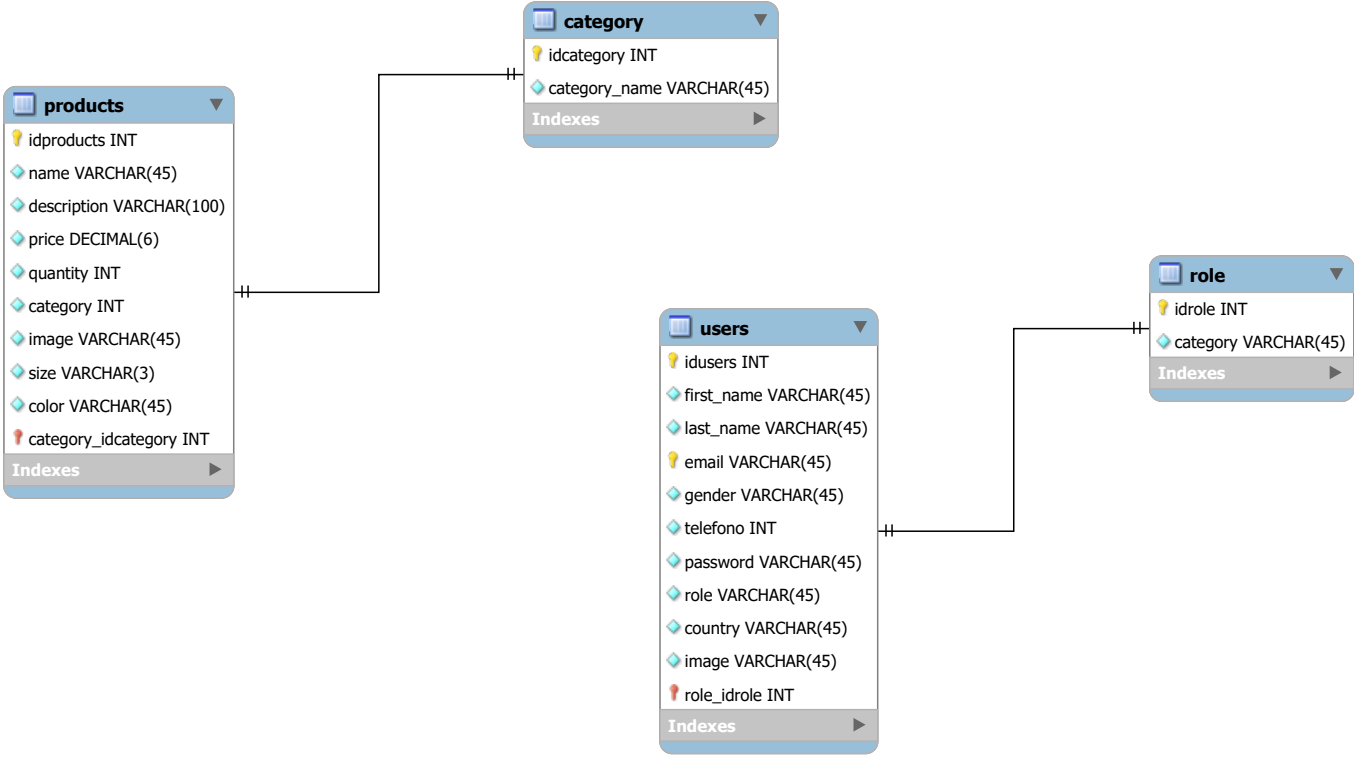 category
idcategory INT
category_name VARCHAR(45)
Indexes
products
idproducts INT
name VARCHAR(45)
description VARCHAR(100)
price DECIMAL(6)
quantity INT
category INT
image VARCHAR(45)
size VARCHAR(3)
color VARCHAR(45)
category_idcategory INT
Indexes
users
idusers INT
first_name VARCHAR(45)
last_name VARCHAR(45)
email VARCHAR(45)
gender VARCHAR(45)
telefono INT
password VARCHAR(45)
role VARCHAR(45)
country VARCHAR(45)
image VARCHAR(45)
role_idrole INT
Indexes
role
idrole INT
category VARCHAR(45)
Indexes